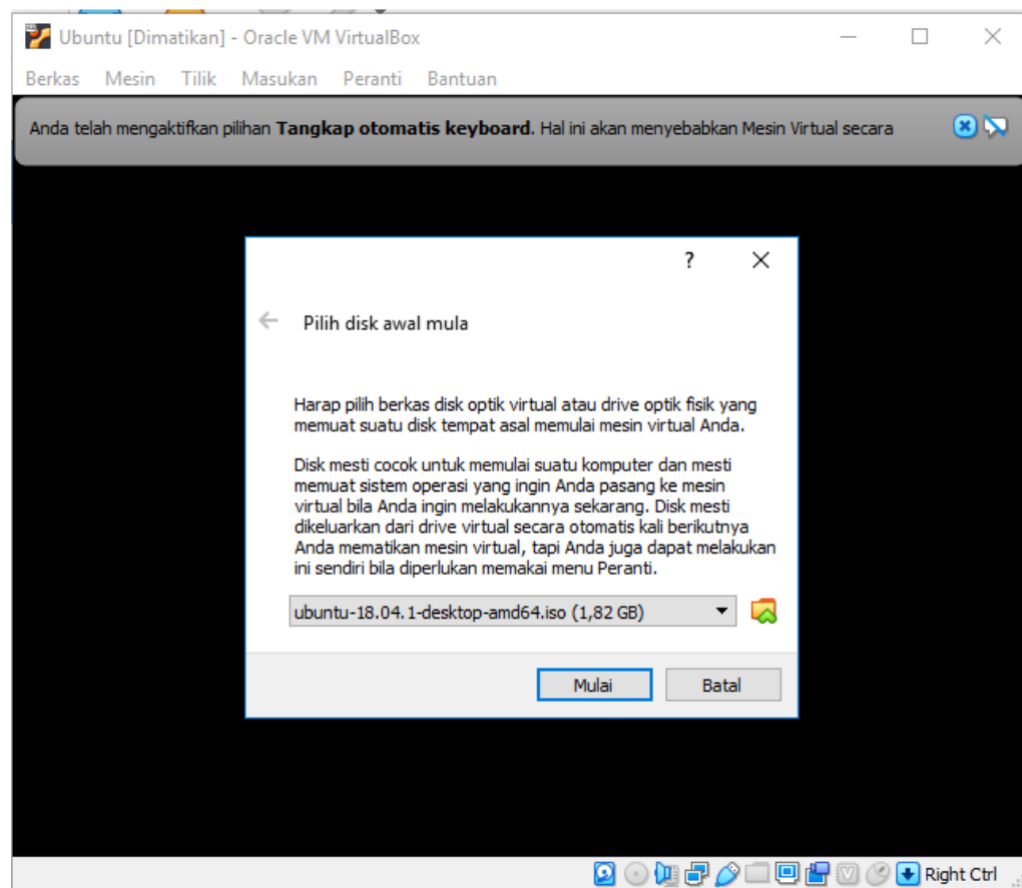 Ubuntu [Dimatikan] - Oracle VM VirtualBox
Berkas Mesin Tilik Masukan Peranti Bantuan
Anda telah mengaktifkan pilihan Tangkap otomatis keyboard. Hal ini akan menyebabkan Mesin Virtual secara
?
Pilih disk awal mula
Harap pilih berkas disk optik virtual atau drive optik fisik yang
memuat suatu disk tempat asal memulai mesin virtual Anda.
Disk mesti cocok untuk memulai suatu komputer dan mesti
memuat sistem operasi yang ingin Anda pasang ke mesin
virtual bila Anda ingin melakukannya sekarang. Disk mesti
dikeluarkan dari drive virtual secara otomatis kali berikutnya
Anda mematikan mesin virtual, tapi Anda juga dapat melakukan
ini sendiri bila diperlukan memakai menu Peranti.
ubuntu-18.04.1-desktop-amd64.iso (1,82 GB)
Mulai Batal
Right Ctrl